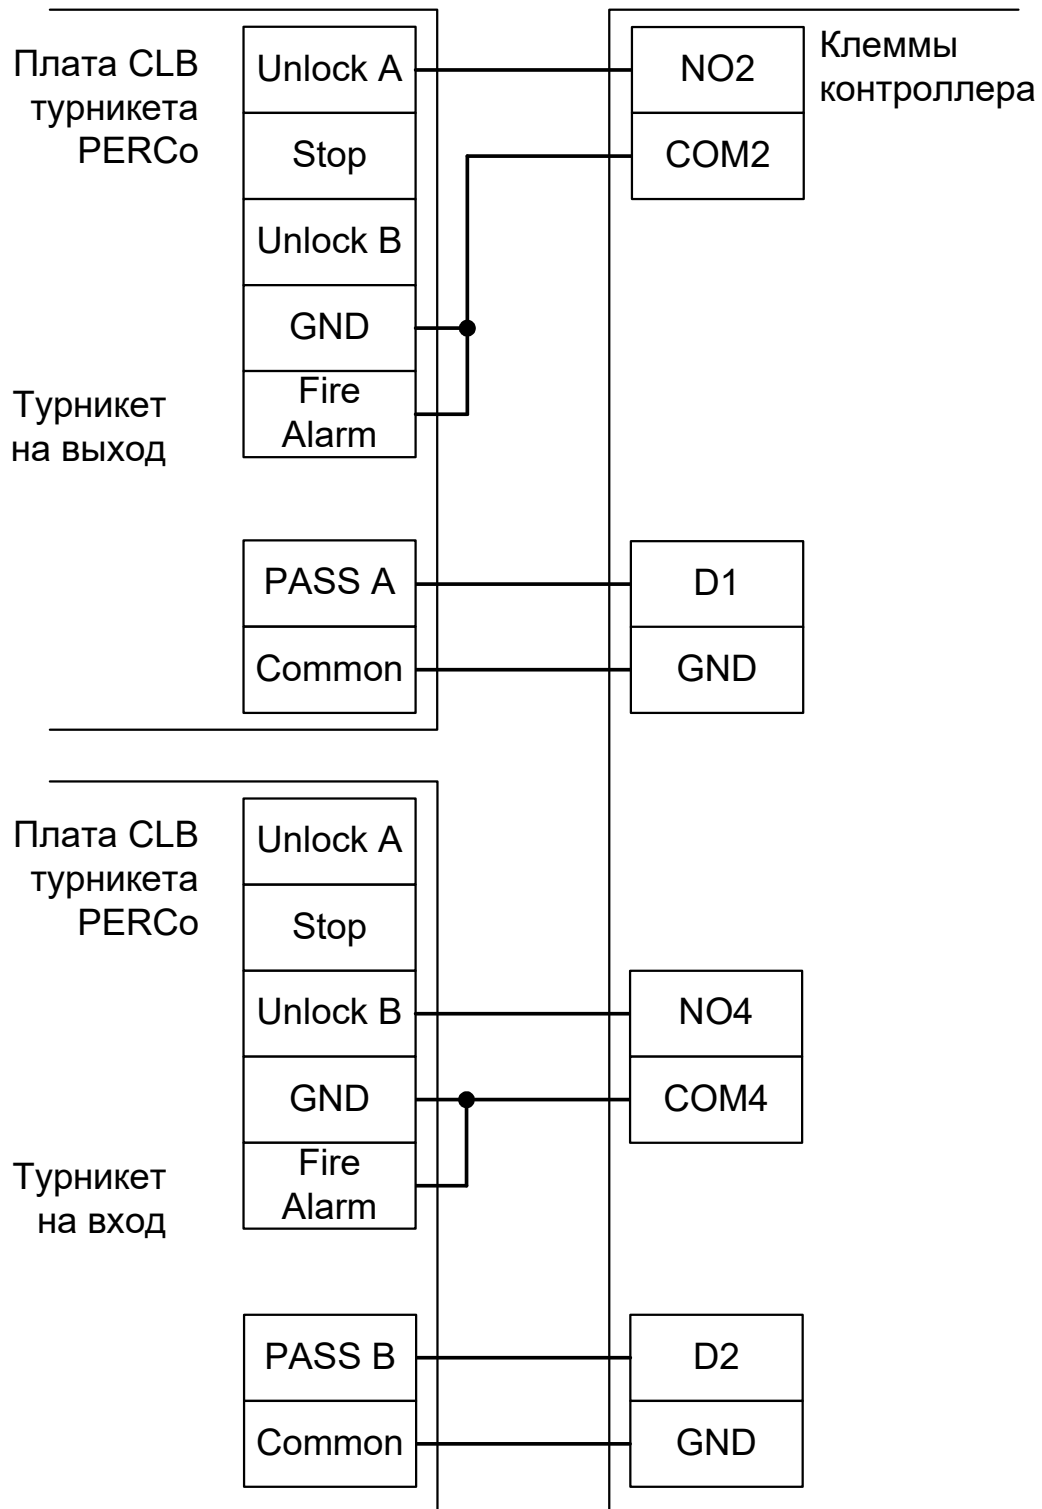 Плата CLB
турникета
PERCo
Unlock A
Stop
Unlock B
GND
Fire
Alarm
Турникет
на выход
NO2
COM2
Клеммы
контроллера
PASS A
Common
D1
GND
Плата CLB
турникета
PERCo
Unlock A
Stop
Unlock B
GND
Fire
Alarm
Турникет
на вход
NO4
COM4
PASS B
Common
D2
GND